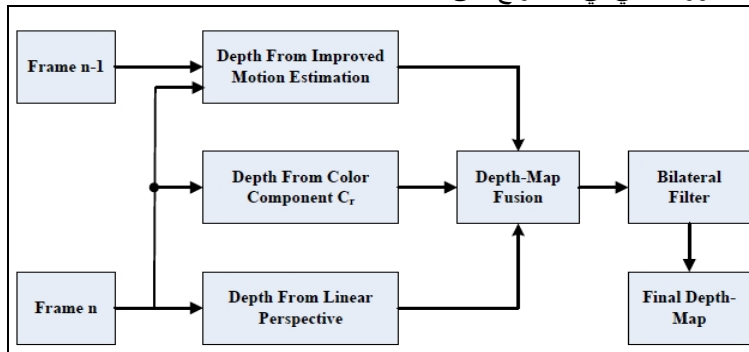 Depth From Improved
Motion Estimation
Frame n-1
Depth From Color
Component Cr
Depth-Map
Fusion
Bilateral
Filter
Frame n
Depth From Linear
Perspective
Final Depth-
Map